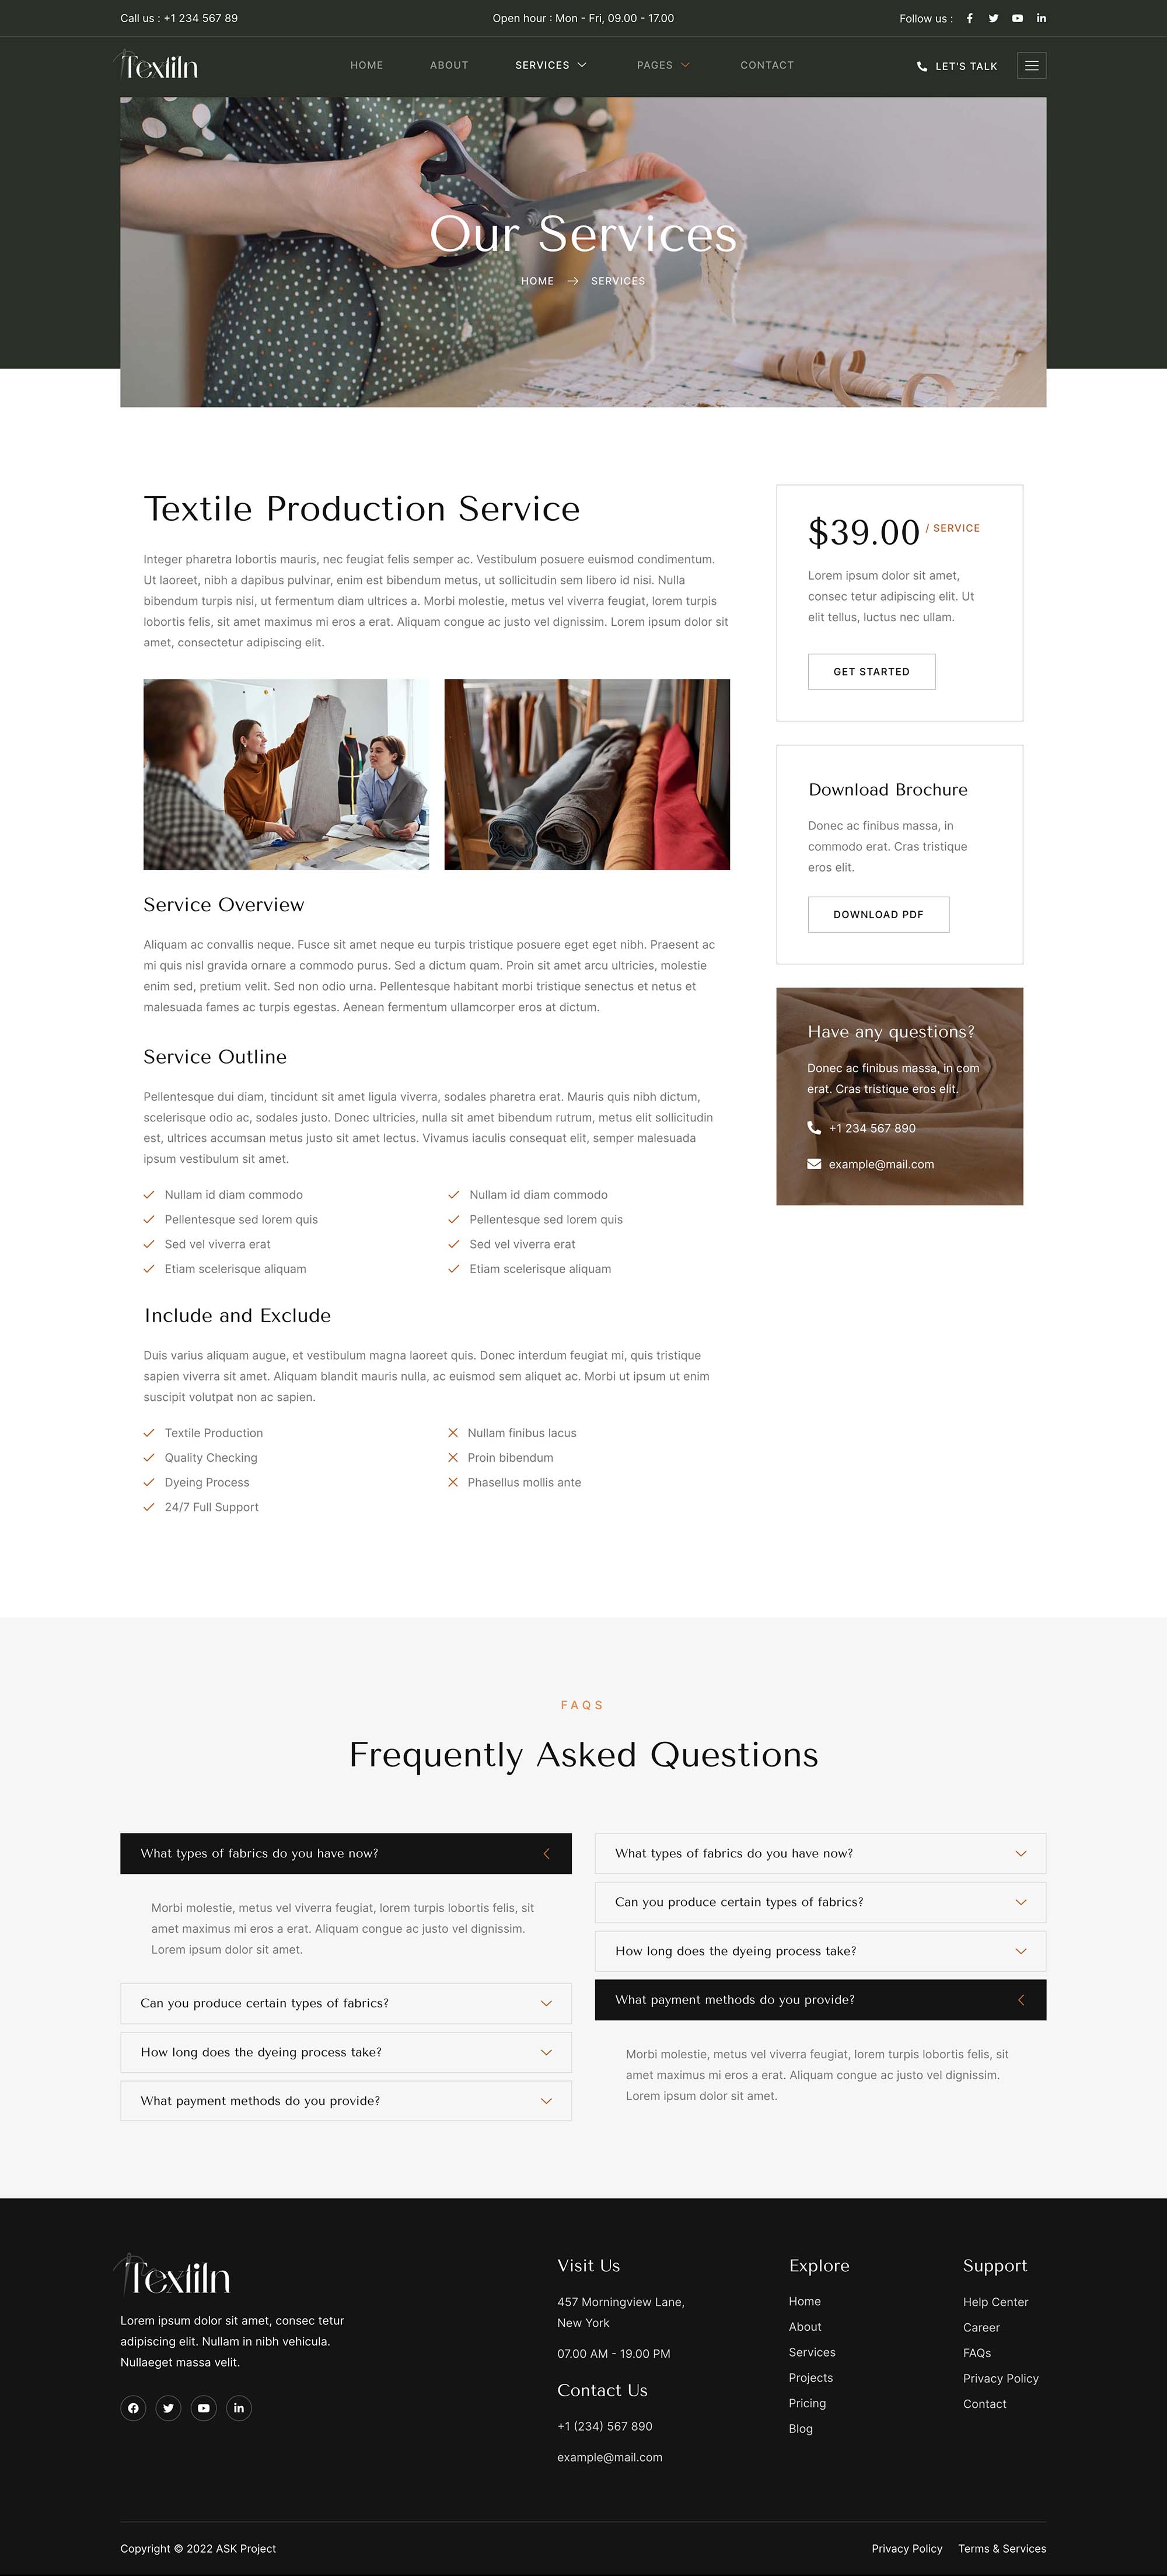 Call us : +1 234 567 89
Open hour : Mon - Fri, 09.00 - 17.00
Follow us :
Textiln
HOME
ABOUT
SERVICES
PAGES
CONTACT
LET'S TALK
Our Services
HOME
SERVICES
Textile Production Service
Integer pharetra lobortis mauris, nec feugiat felis semper ac. Vestibulum posuere euismod condimentum.
Ut laoreet, nibh a dapibus pulvinar, enim est bibendum metus, ut sollicitudin sem libero id nisi. Nulla
bibendum turpis nisi, ut fermentum diam ultrices a. Morbi molestie, metus vel viverra feugiat, lorem turpis
lobortis felis, sit amet maximus mi eros a erat. Aliquam congue ac justo vel dignissim. Lorem ipsum dolor sit
amet, consectetur adipiscing elit.
Service Overview
Aliquam ac convallis neque. Fusce sit amet neque eu turpis tristique posuere eget eget nibh. Praesent ac
mi quis nisl gravida ornare a commodo purus. Sed a dictum quam. Proin sit amet arcu ultricies, molestie
enim sed, pretium velit. Sed non odio urna. Pellentesque habitant morbi tristique senectus et netus et
malesuada fames ac turpis egestas. Aenean fermentum ullamcorper eros at dictum.
Service Outline
Pellentesque dui diam, tincidunt sit amet ligula viverra, sodales pharetra erat. Mauris quis nibh dictum,
scelerisque odio ac, sodales justo. Donec ultricies, nulla sit amet bibendum rutrum, metus elit sollicitudin
est, ultrices accumsan metus justo sit amet lectus. Vivamus iaculis consequat elit, semper malesuada
ipsum vestibulum sit amet.
Nullam id diam commodo
Pellentesque sed lorem quis
Sed vel viverra erat
Etiam scelerisque aliquam
Nullam id diam commodo
Pellentesque sed lorem quis
Sed vel viverra erat
Etiam scelerisque aliquam
Include and Exclude
Duis varius aliquam augue, et vestibulum magna laoreet quis. Donec interdum feugiat mi, quis tristique
sapien viverra sit amet. Aliquam blandit mauris nulla, ac euismod sem aliquet ac. Morbi ut ipsum ut enim
suscipit volutpat non ac sapien.
Textile Production
Quality Checking
Dyeing Process
24/7 Full Support
Nullam finibus lacus
Proin bibendum
Phasellus mollis ante
$39.00 / SERVICE
Lorem ipsum dolor sit amet,
consec tetur adipiscing elit. Ut
elit tellus, luctus nec ullam.
GET STARTED
Download Brochure
Donec ac finibus massa, in
commodo erat. Cras tristique
eros elit.
DOWNLOAD PDF
Have any questions?
Donec ac finibus massa, in com
erat. Cras tristique eros elit.
+1 234 567 890
example@mail.com
FAQS
Frequently Asked Questions
What types of fabrics do you have now?
Morbi molestie, metus vel viverra feugiat, lorem turpis lobortis felis, sit
amet maximus mi eros a erat. Aliquam congue ac justo vel dignissim.
Lorem ipsum dolor sit amet.
Can you produce certain types of fabrics?
How long does the dyeing process take?
What payment methods do you provide?
What types of fabrics do you have now?
Can you produce certain types of fabrics?
How long does the dyeing process take?
What payment methods do you provide?
Morbi molestie, metus vel viverra feugiat, lorem turpis lobortis felis, sit
amet maximus mi eros a erat. Aliquam congue ac justo vel dignissim.
Lorem ipsum dolor sit amet.
Textiln
Lorem ipsum dolor sit amet, consec tetur
adipiscing elit. Nullam in nibh vehicula.
Nullaeget massa velit.
Visit Us
457 Morningview Lane,
New York
07.00 AM - 19.00 PM
Contact Us
+1 (234) 567 890
example@mail.com
Explore
Home
About
Services
Projects
Pricing
Blog
Support
Help Center
Career
FAQs
Privacy Policy
Contact
Copyright © 2022 ASK Project
Privacy Policy
Terms & Services